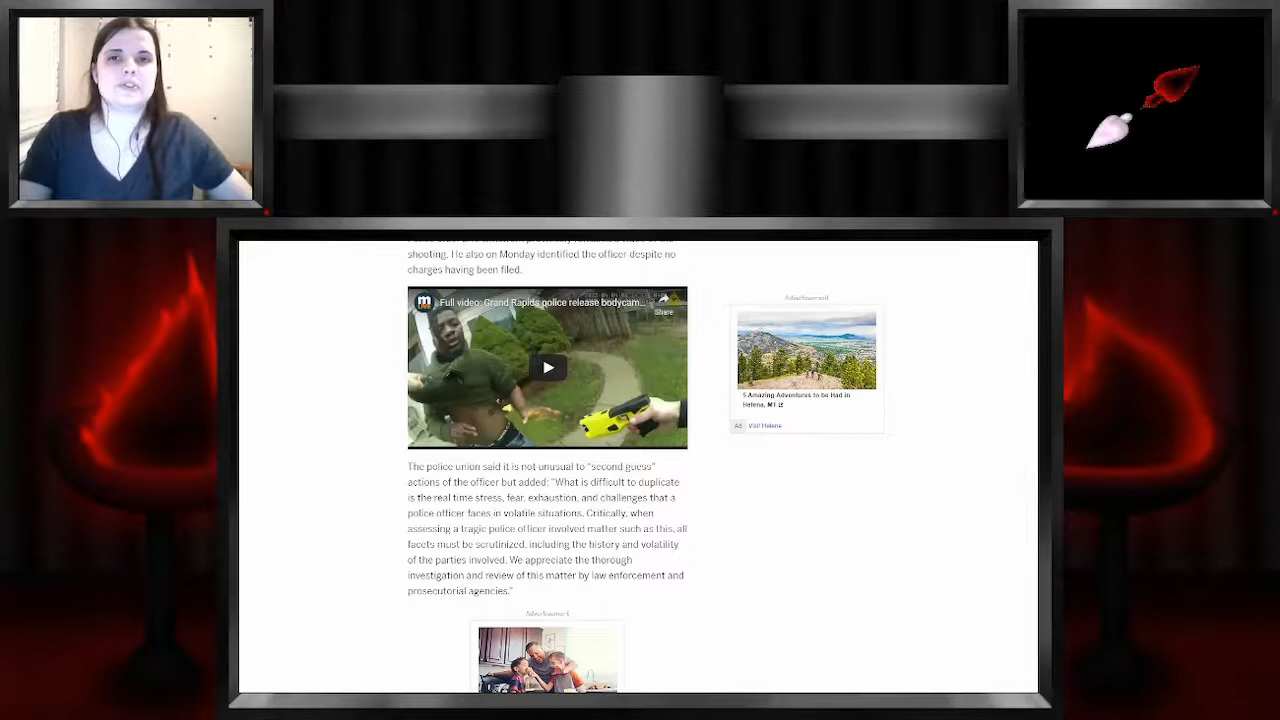 shooting. He also on Monday identified the officer despite no
charges having been filed.
Full video: Grand Rapids police release bodycam...
Share
m
The police union said it is not unusual to "second guess"
actions of the officer but added: "What is difficult to duplicate
is the real time stress, fear, exhaustion, and challenges that a
police officer faces in volatile situations. Critically, when
assessing a tragic police officer involved matter such as this, all
facets must be scrutinized, including the history and volatility
of the parties involved. We appreciate the thorough
investigation and review of this matter by law enforcement and
prosecutorial agencies."
Advertisement
Advertisement
5 Amazing Adventures to be Had in
Helena, MT
Ad Visit Helena